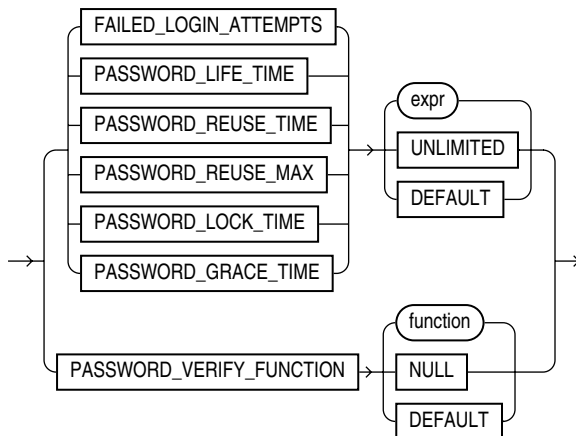 FAILED_LOGIN_ATTEMPTS
PASSWORD_LIFE_TIME
PASSWORD_REUSE_TIME
PASSWORD_REUSE_MAX
PASSWORD_LOCK_TIME
PASSWORD_GRACE_TIME
expr
UNLIMITED
DEFAULT
PASSWORD_VERIFY_FUNCTION
function
NULL
DEFAULT